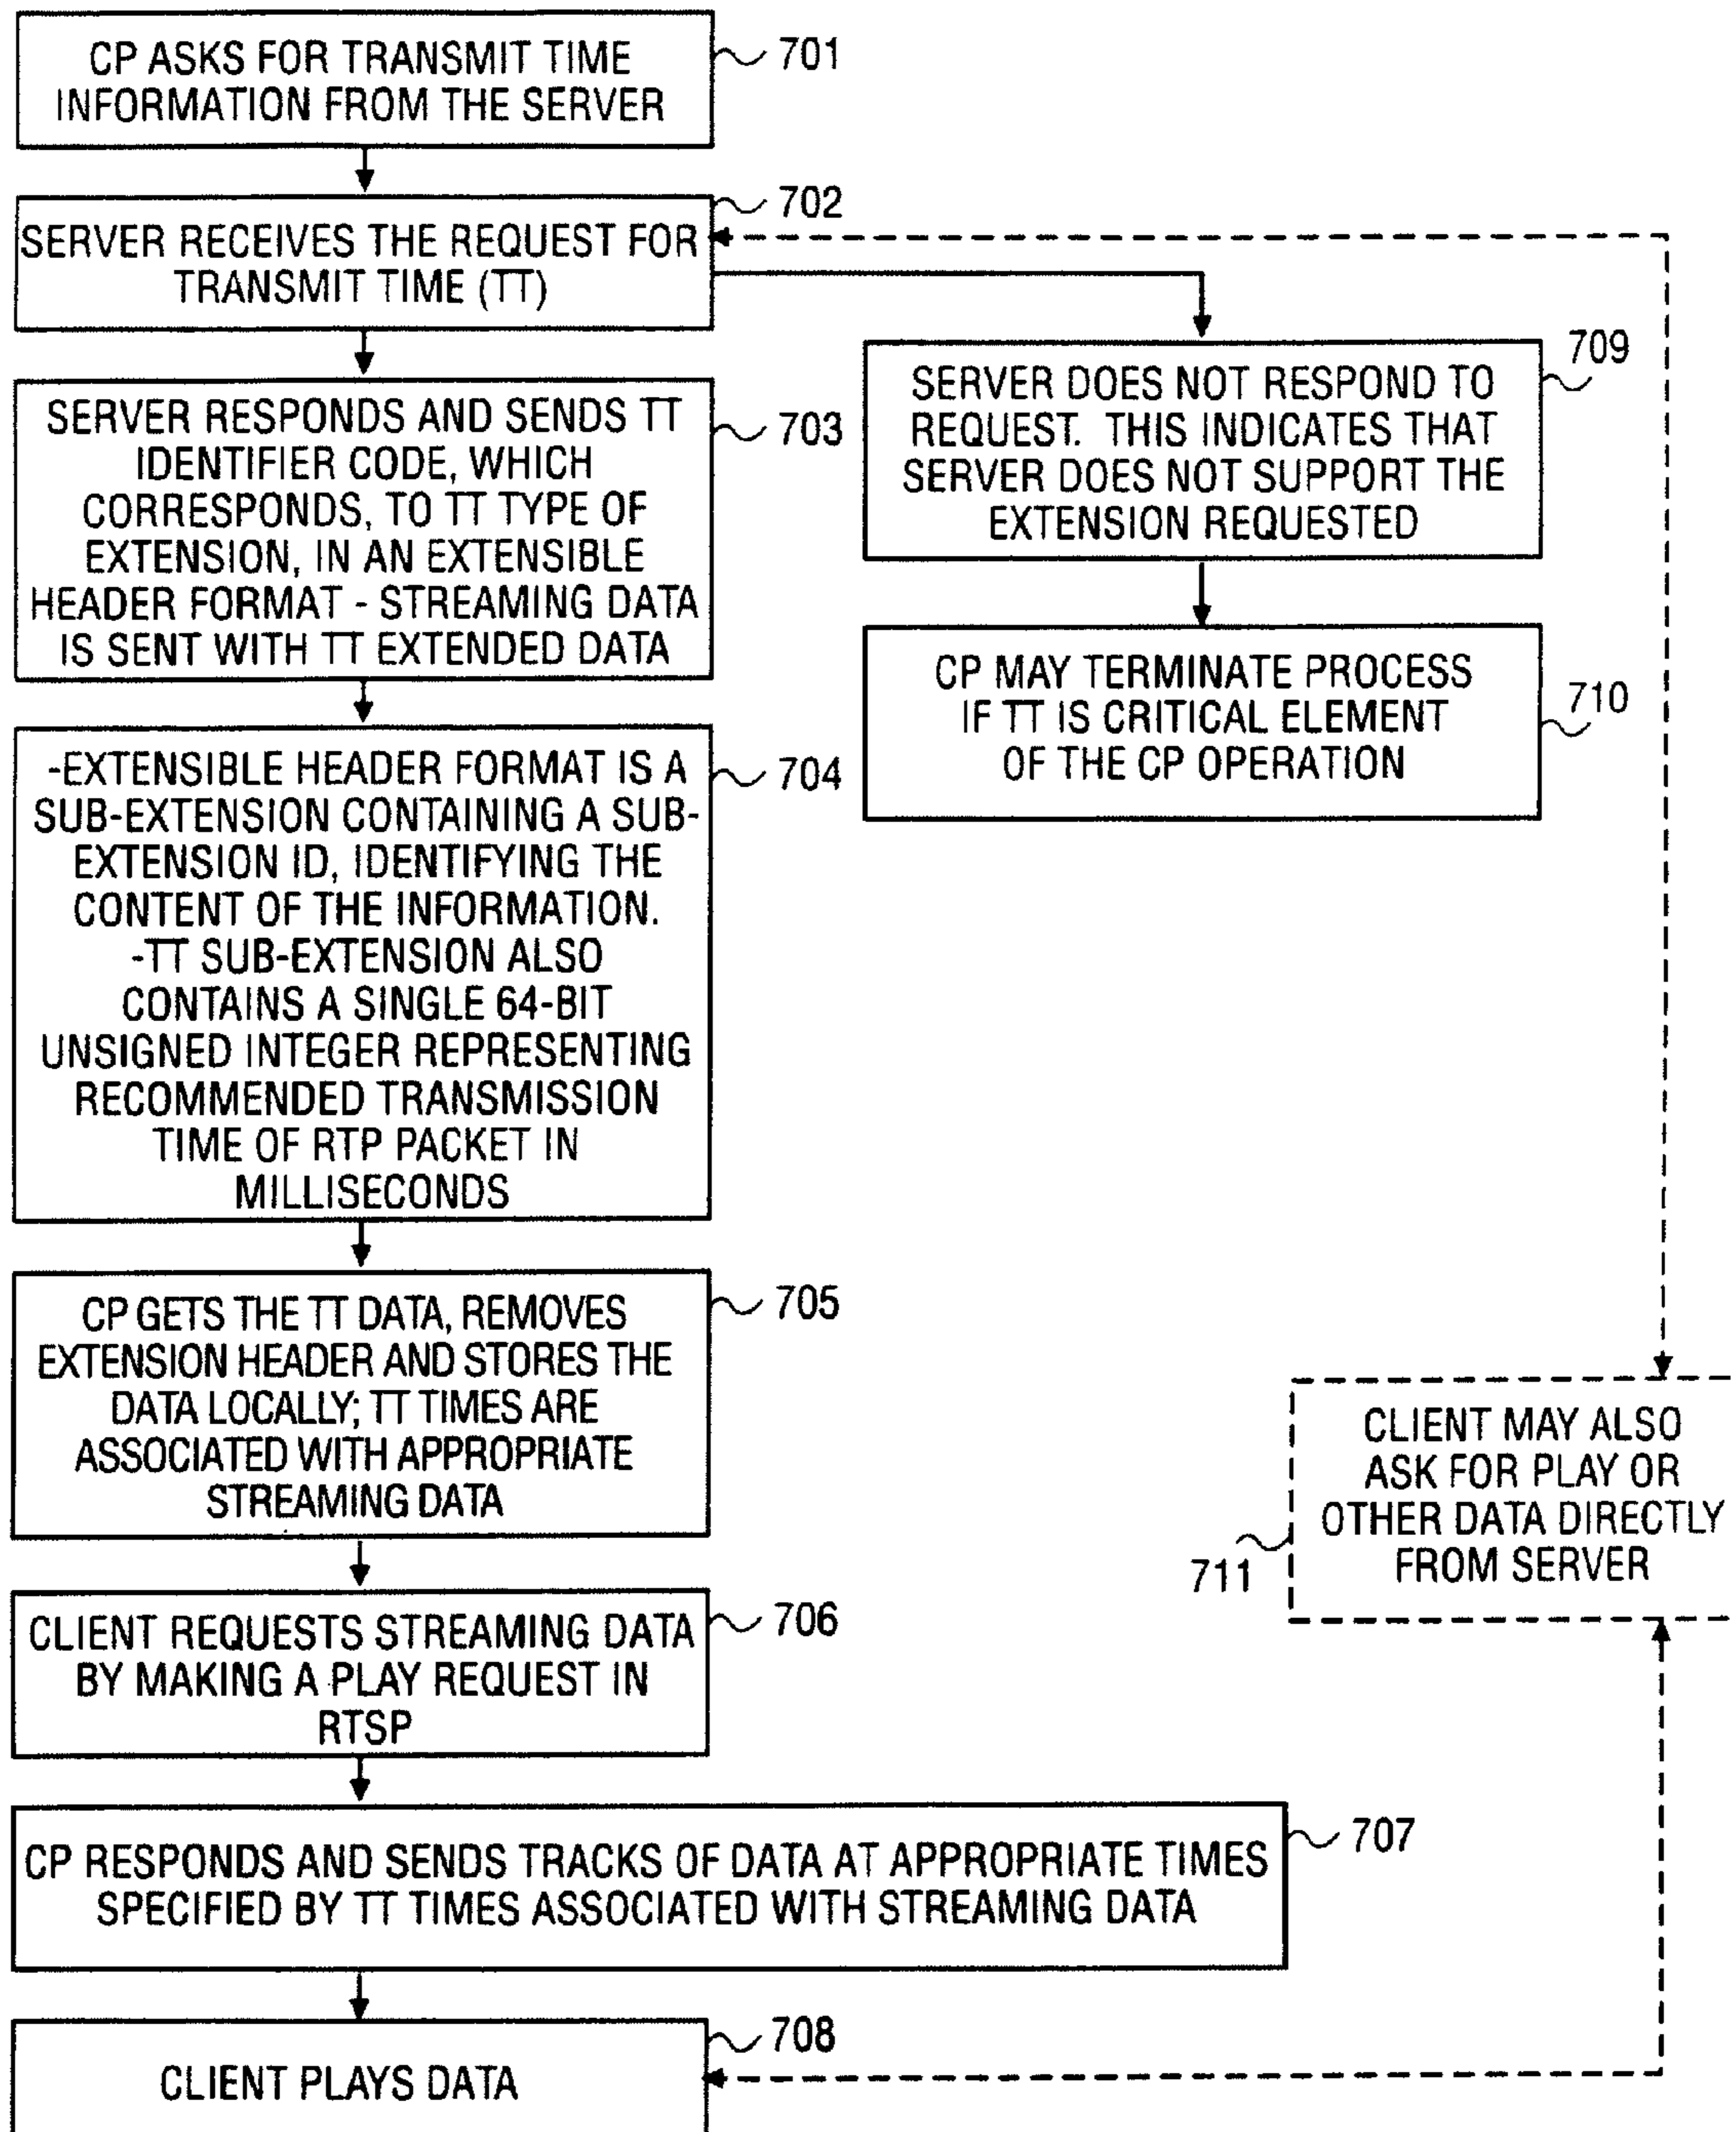 CP ASKS FOR TRANSMIT TIME
INFORMATION FROM THE SERVER
701
702
SERVER RECEIVES THE REQUEST FOR
TRANSMIT TIME (TT)
SERVER RESPONDS AND SENDS TT
IDENTIFIER CODE, WHICH
CORRESPONDS, TO TT TYPE OF
EXTENSION, IN AN EXTENSIBLE
HEADER FORMAT - STREAMING DATA
IS SENT WITH TT EXTENDED DATA
703
709
SERVER DOES NOT RESPOND TO
REQUEST. THIS INDICATES THAT
SERVER DOES NOT SUPPORT THE
EXTENSION REQUESTED
CP MAY TERMINATE PROCESS
IF TT IS CRITICAL ELEMENT
OF THE CP OPERATION
710
-EXTENSIBLE HEADER FORMAT IS A
SUB-EXTENSION CONTAINING A SUB-
EXTENSION ID, IDENTIFYING THE
CONTENT OF THE INFORMATION.
-TT SUB-EXTENSION ALSO
CONTAINS A SINGLE 64-BIT
UNSIGNED INTEGER REPRESENTING
RECOMMENDED TRANSMISSION
TIME OF RTP PACKET IN
MILLISECONDS
704
CP GETS THE TT DATA, REMOVES
EXTENSION HEADER AND STORES THE
DATA LOCALLY; TT TIMES ARE
ASSOCIATED WITH APPROPRIATE
STREAMING DATA
705
CLIENT MAY ALSO
ASK FOR PLAY OR
OTHER DATA DIRECTLY
FROM SERVER
711
CLIENT REQUESTS STREAMING DATA
BY MAKING A PLAY REQUEST IN
RTSP
706
CP RESPONDS AND SENDS TRACKS OF DATA AT APPROPRIATE TIMES
SPECIFIED BY TT TIMES ASSOCIATED WITH STREAMING DATA
707
708
CLIENT PLAYS DATA